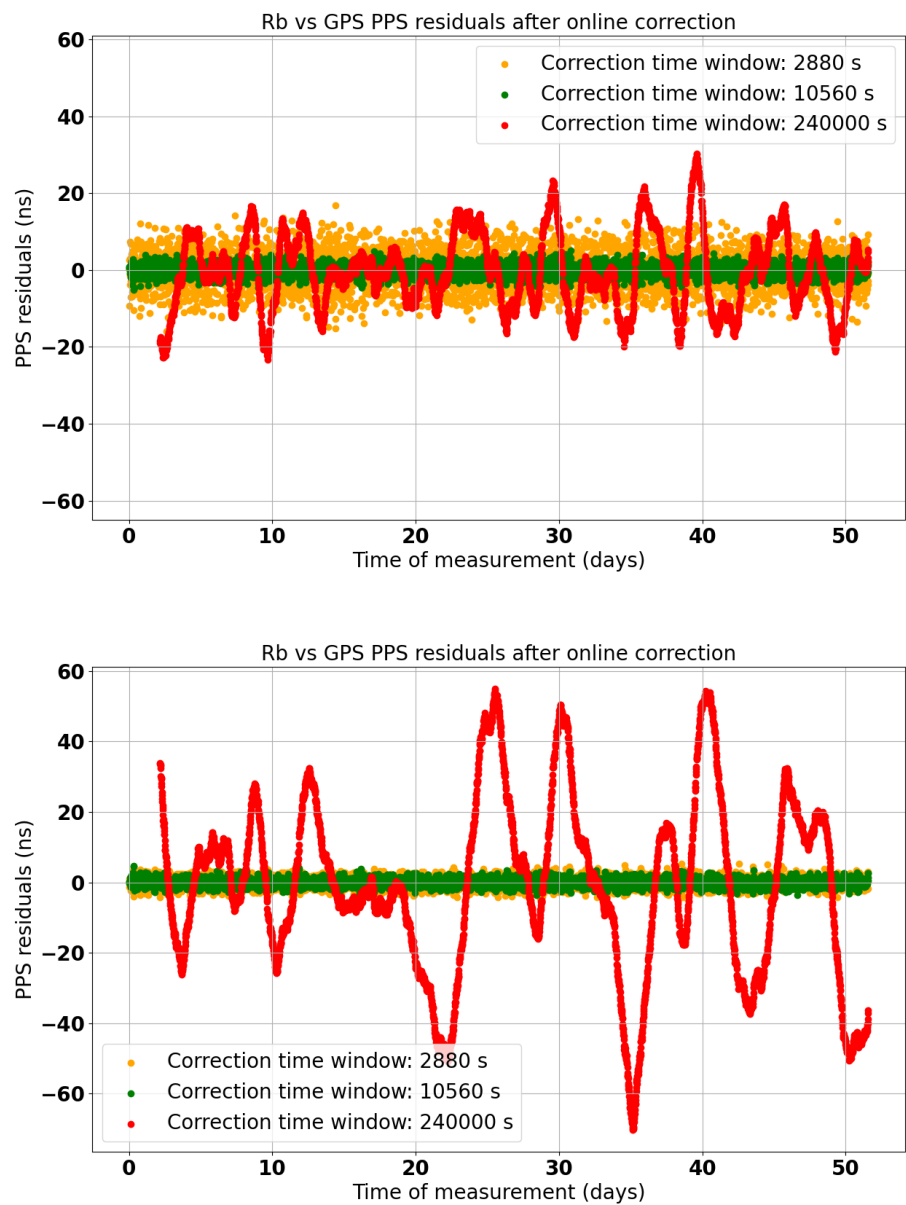 Rb vs GPS PPS residuals after online correction
60
40
20
0
−20
−40
−60
PPS residuals (ns)
Correction time window: 2880 s
Correction time window: 10560 s
Correction time window: 240000 s
0 10 20 30 40 50
Time of measurement (days)
Rb vs GPS PPS residuals after online correction
60
40
20
0
−20
−40
−60
PPS residuals (ns)
Correction time window: 2880 s
Correction time window: 10560 s
Correction time window: 240000 s
0 10 20 30 40 50
Time of measurement (days)